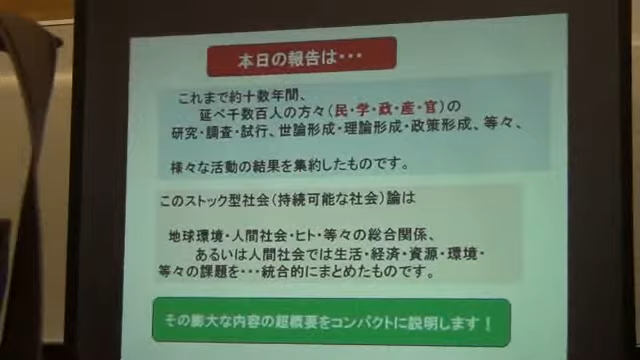 本日の報告は・・・
これまで約十数年間、
延べ千数百人の方々(民・学・政・産・官)の
研究・調査・試行、世論形成・理論形成・政策形成、等々、
様々な活動の結果を集約したものです。
このストック型社会(持続可能な社会)論は
地球環境・人間社会・ヒト・等々の総合関係、
あるいは人間社会では生活・経済・資源・環境・
等々の課題を・・・統合的にまとめたものです。
その膨大な内容の超概要をコンパクトに説明します！